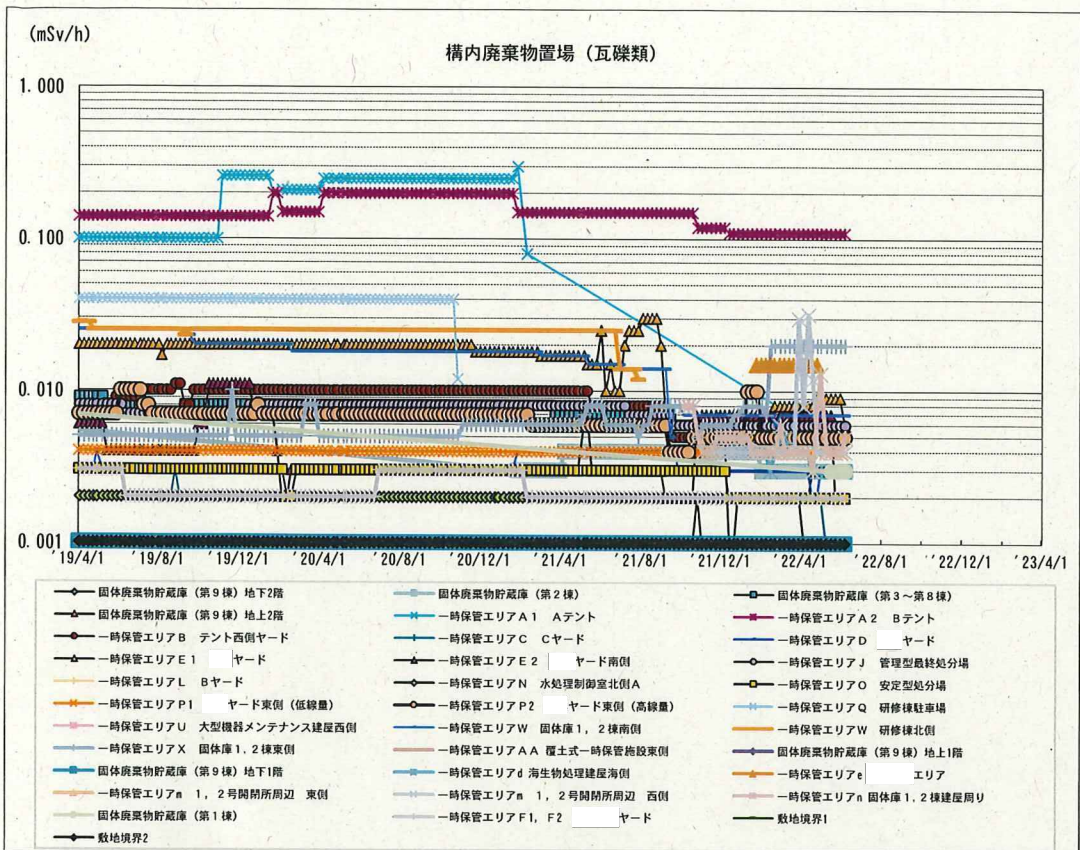 (mSv/h)
構内廃棄物置場（瓦礫類）
1.000
0.100
0.010
0.001
'19/4/1 '19/8/1 '19/12/1 '20/4/1 '20/8/1 '20/12/1 '21/4/1 '21/8/1 '21/12/1 '22/4/1 '22/8/1 '22/12/1 '23/4/1
固体廃棄物貯蔵庫（第9棟）地下2階 固体廃棄物貯蔵庫（第2棟） 固体廃棄物貯蔵庫（第3～第8棟）
固体廃棄物貯蔵庫（第9棟）地上2階 一時保管エリアA1 Aテント 一時保管エリアA2 Bテント
一時保管エリアB テント西側ヤード 一時保管エリアC Cヤード 一時保管エリアD ヤード
一時保管エリアE1 ヤード 一時保管エリアE2 ヤード南側 一時保管エリアJ 管理型最終処分場
一時保管エリアL Bヤード 一時保管エリアN 水処理制御室北側A 一時保管エリアO 安定型処分場
一時保管エリアP1 ヤード東側（低線量） 一時保管エリアP2 ヤード東側（高線量） 一時保管エリアQ 研修棟駐車場
一時保管エリアU 大型機器メンテナンス建屋西側 一時保管エリアW 固体庫1,2棟南側 一時保管エリアW 研修棟北側
一時保管エリアX 固体庫1,2棟東側 一時保管エリアAA 覆土式一時保管施設東側 固体廃棄物貯蔵庫（第9棟）地上1階
固体廃棄物貯蔵庫（第9棟）地下1階 一時保管エリアd 海生物処理建屋海側 一時保管エリアe エリア
一時保管エリアm 1，2号開閉所周辺 東側 一時保管エリアm 1，2号開閉所周辺 西側 一時保管エリアn 固体庫1,2棟建屋周り
固体廃棄物貯蔵庫（第1棟） 一時保管エリアF1，F2 ヤード 敷地境界1
敷地境界2